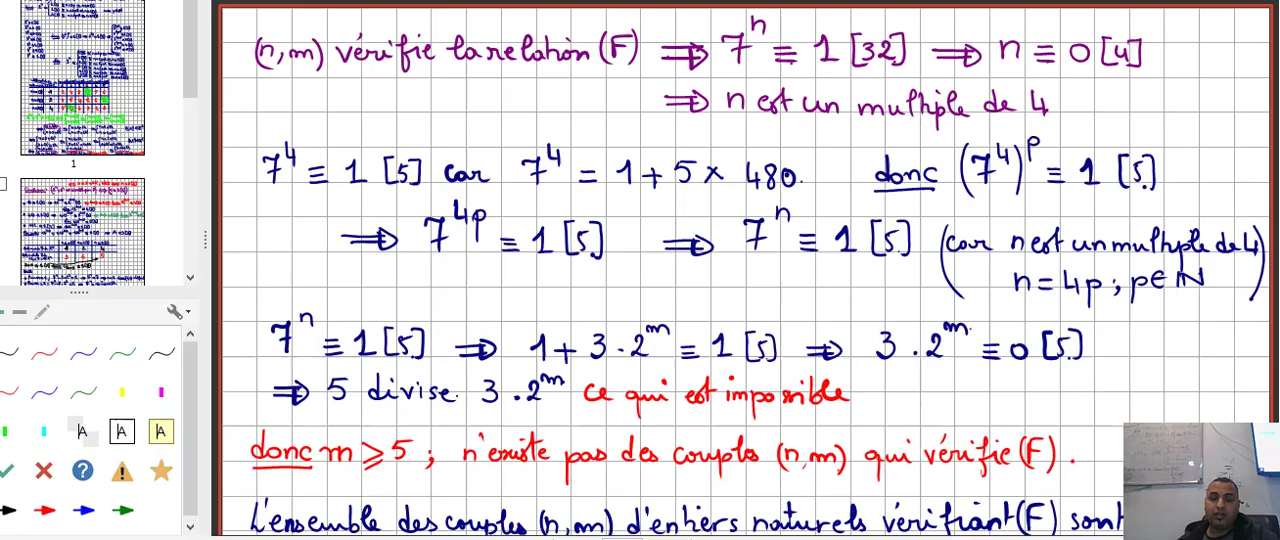 (n,m) vérifie la relation (F) ⟹ 7^n ≡ 1 [32] ⟹ n ≡ 0 [4]
⟹ n est un multiple de 4
7^4 ≡ 1 [5] car 7^4 = 1 + 5 × 480. donc (7^4)^p ≡ 1 [5]
⟹ 7^{4p} ≡ 1 [5] ⟹ 7^n ≡ 1 [5] (car n est un multiple de 4
n = 4p ; p ∈ ℕ)
7^n ≡ 1 [5] ⟹ 1 + 3 · 2^m ≡ 1 [5] ⟹ 3 . 2^m ≡ 0 [5]
⟹ 5 divise 3 . 2^m ce qui est impossible
donc m ⩾ 5 ; n'existe pas des couples (n,m) qui vérifie (F).
L'ensemble des couples (n,m) d'entiers naturels vérifiant (F) sont
1
A
A
A